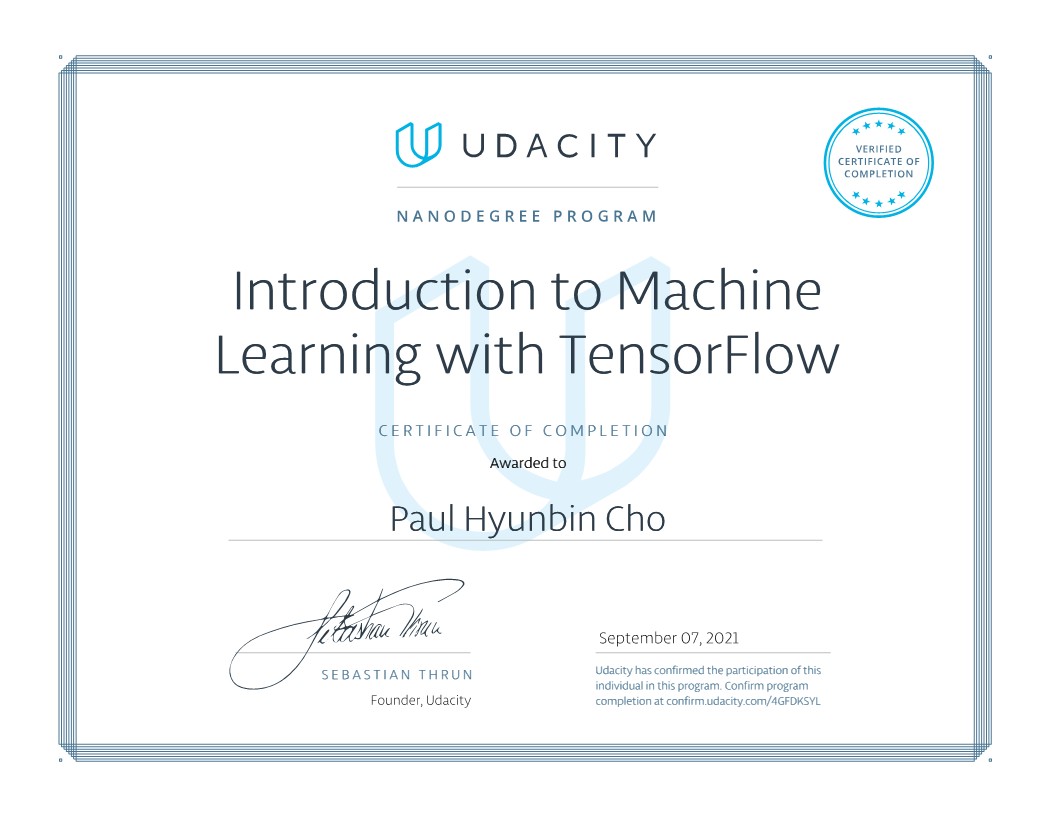 UDACITY
VERIFIED
CERTIFICATE OF
COMPLETION
NANODEGREE PROGRAM
Introduction to Machine
Learning with TensorFlow
CERTIFICATE OF COMPLETION
Awarded to
Paul Hyunbin Cho
Sebastian Thrun
SEBASTIAN THRUN
Founder, Udacity
September 07, 2021
Udacity has confirmed the participation of this
individual in this program. Confirm program
completion at confirm.udacity.com/4GFDKSYL